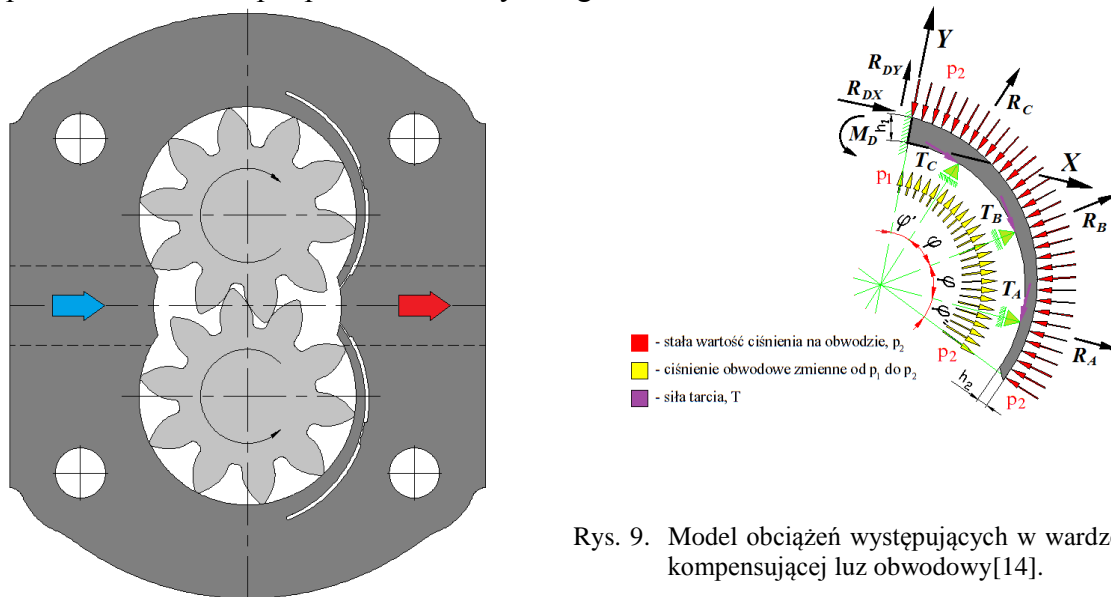 Y
p₂
R_DY
R_C
R_DX
h₁
M_D
T_C
X
p₁
R_B
T_B
φ'
φ
φ
T_A
φ'
p₂
R_A
h₂
p₂
- stała wartość ciśnienia na obwodzie, p₂
- ciśnienie obwodowe zmienne od p₁ do p₂
- siła tarcia, T
Rys. 9. Model obciążeń występujących w wardze
kompensującej luz obwodowy[14].